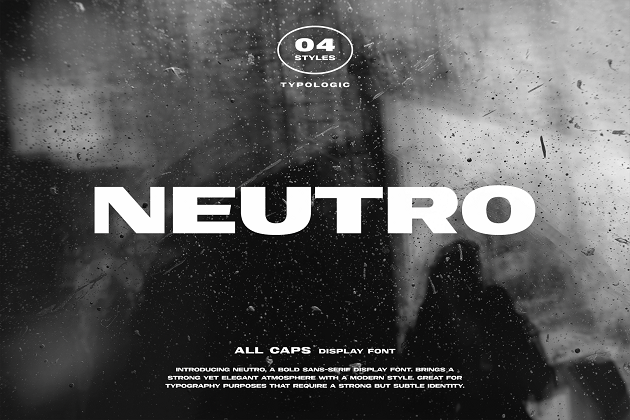 04
STYLES
TYPOLOGIC
NEUTRO
ALL CAPS DISPLAY FONT
INTRODUCING NEUTRO, A BOLD SANS-SERIF DISPLAY FONT. BRINGS A
STRONG YET ELEGANT ATMOSPHERE WITH A MODERN STYLE. GREAT FOR
TYPOGRAPHY PURPOSES THAT REQUIRE A STRONG BUT SUBTLE IDENTITY.